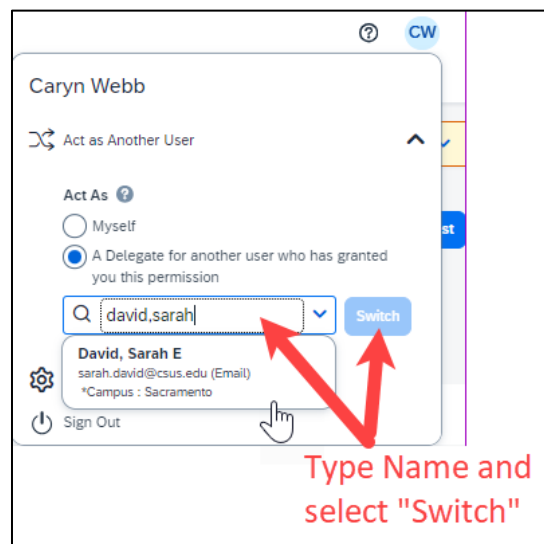 CW
Caryn Webb
Act as Another User
Act As ?
Myself
st
A Delegate for another user who has granted
you this permission
david,sarah
Switch
David, Sarah E
sarah.david@csus.edu (Email)
*Campus : Sacramento
Sign Out
Type Name and
select "Switch"